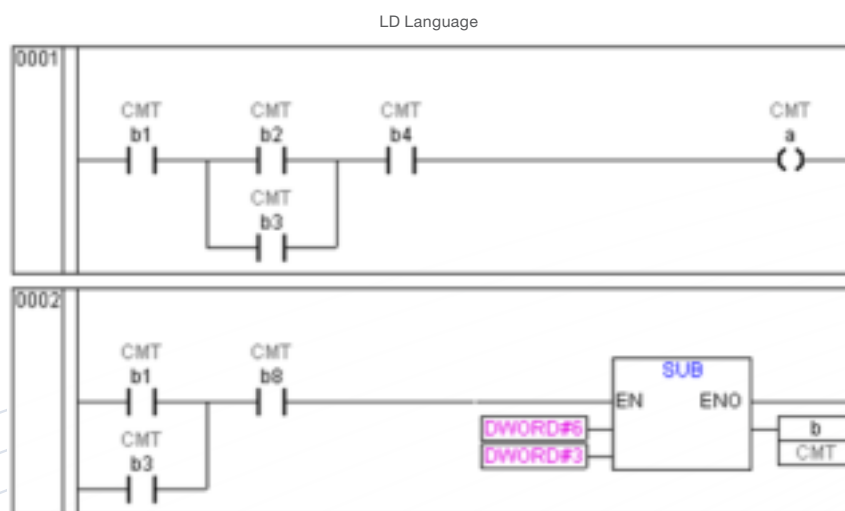 LD Language
0001
CMT CMT CMT CMT
b1 b2 b4 a
CMT
b3
0002
CMT CMT
b1 b8
SUB
EN ENO
DWORD#6 b
DWORD#3 CMT
CMT
b3